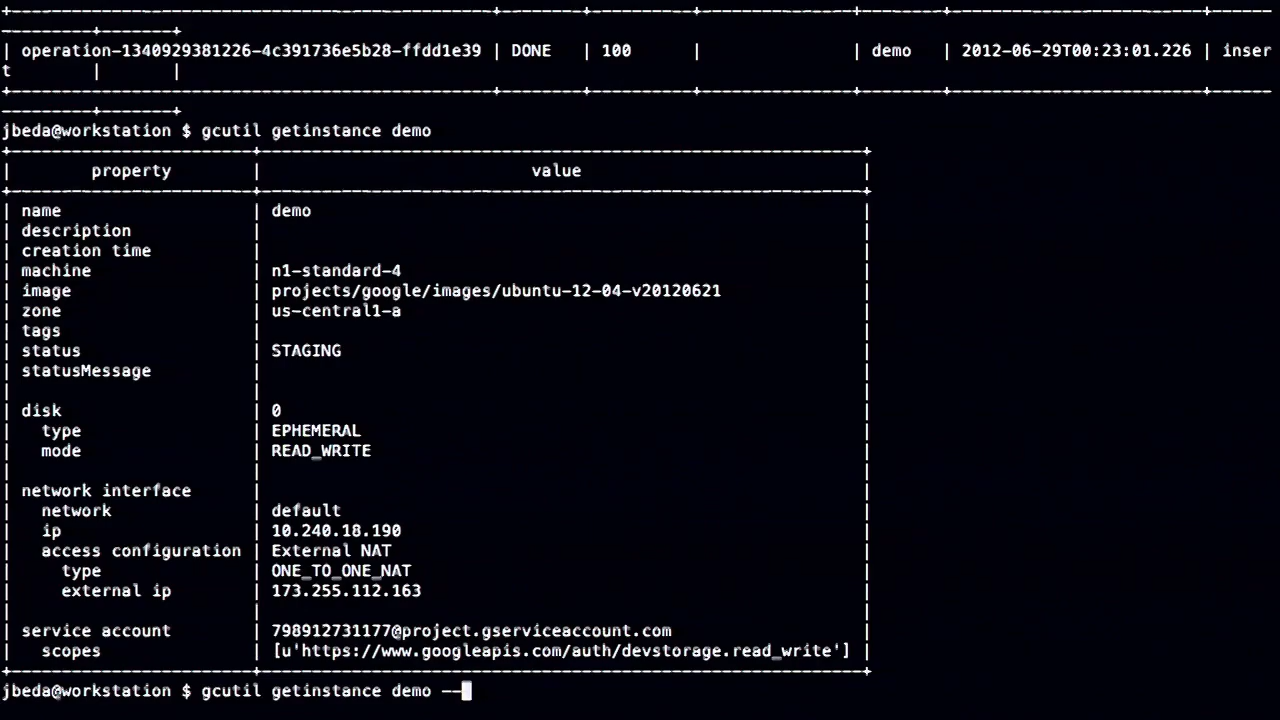 | operation-1340929381226-4c391736e5b28-ffdd1e39 | DONE | 100 | | demo | 2012-06-29T00:23:01.226 | inser
t | |
jbeda@workstation $ gcutil getinstance demo
| property | value |
| name | demo |
| description | |
| creation time | |
| machine | n1-standard-4 |
| image | projects/google/images/ubuntu-12-04-v20120621 |
| zone | us-central1-a |
| tags | |
| status | STAGING |
| statusMessage | |
| disk | 0 |
| type | EPHEMERAL |
| mode | READ_WRITE |
| network interface | |
| network | default |
| ip | 10.240.18.190 |
| access configuration | External NAT |
| type | ONE_TO_ONE_NAT |
| external ip | 173.255.112.163 |
| service account | 798912731177@project.gserviceaccount.com |
| scopes | [u'https://www.googleapis.com/auth/devstorage.read_write'] |
jbeda@workstation $ gcutil getinstance demo --